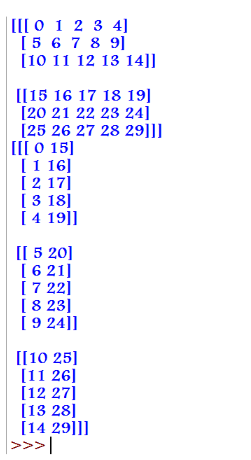 [[[ 0 1 2 3 4]
[ 5 6 7 8 9]
[10 11 12 13 14]]
[[15 16 17 18 19]
[20 21 22 23 24]
[25 26 27 28 29]]]
[[[ 0 15]
[ 1 16]
[ 2 17]
[ 3 18]
[ 4 19]]
[[ 5 20]
[ 6 21]
[ 7 22]
[ 8 23]
[ 9 24]]
[[10 25]
[11 26]
[12 27]
[13 28]
[14 29]]]
>>>